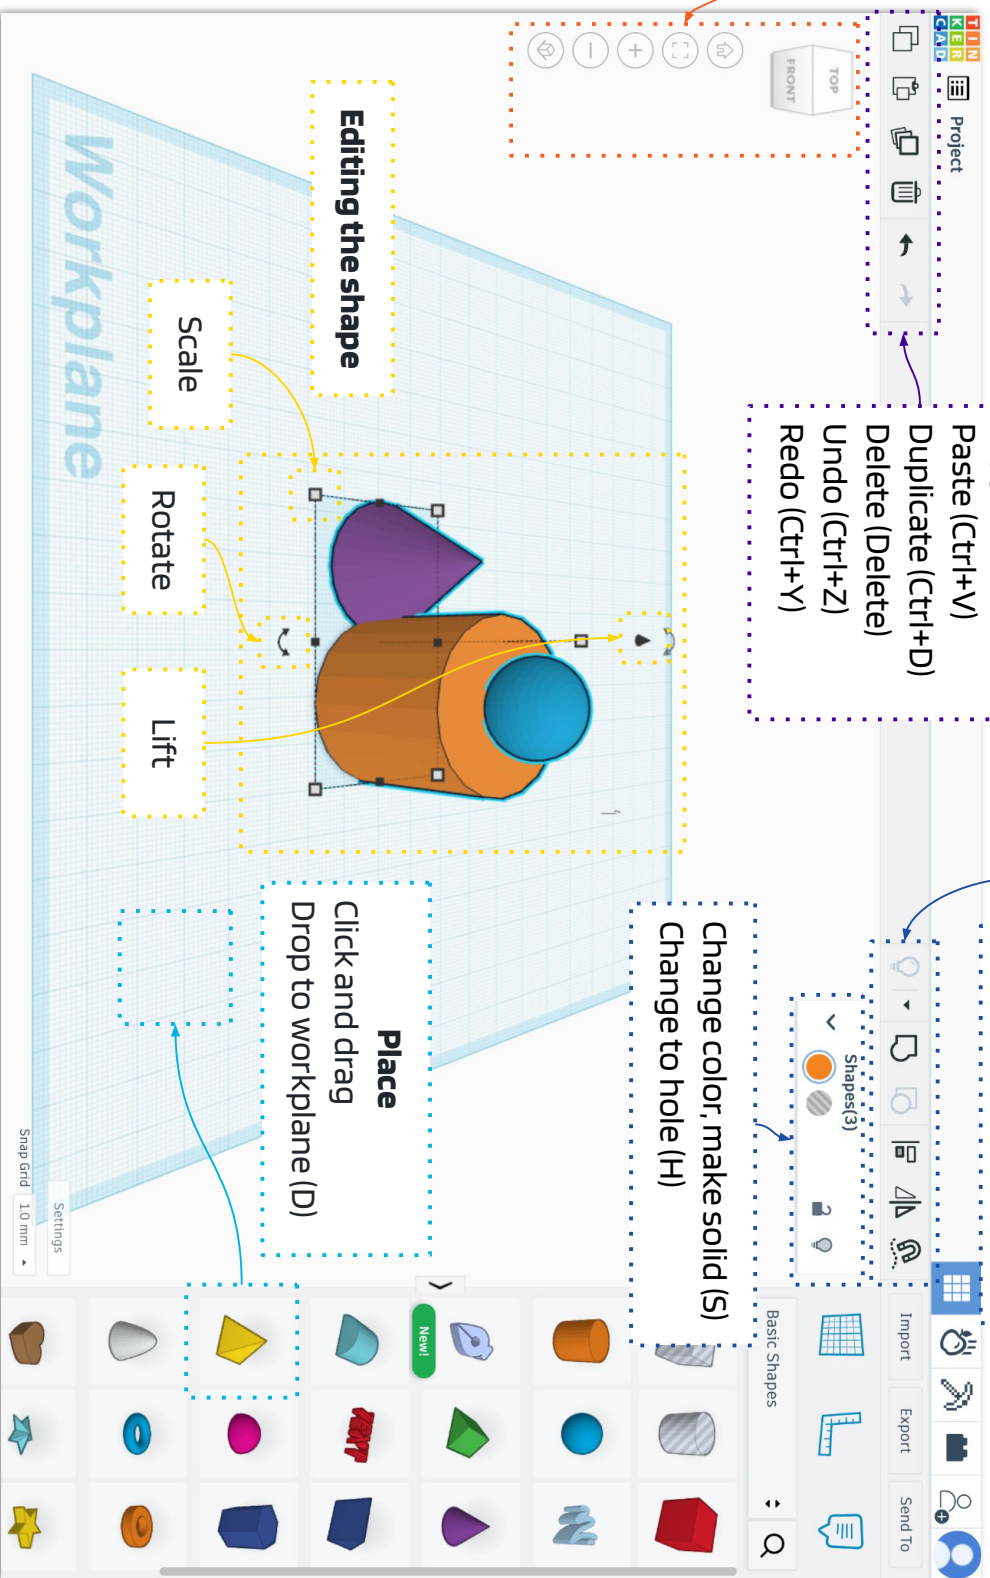 TIN
KER
CAD
Project
Paste (Ctrl+V)
Duplicate (Ctrl+D)
Delete (Delete)
Undo (Ctrl+Z)
Redo (Ctrl+Y)
TOP
FRONT
Editing the shape
Scale
Rotate
Lift
Workplane
Change color, make solid (S)
Change to hole (H)
Shapes(3)
Place
Click and drag
Drop to workplane (D)
Import
Export
Send To
Basic Shapes
New!
TEXT
Settings
Snap Grid
1.0 mm